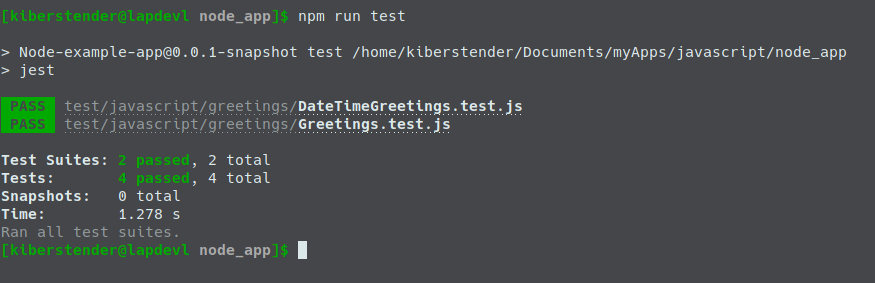 [kiberstender@lapdevl node_app]$ npm run test
> Node-example-app@0.0.1-snapshot test /home/kiberstender/Documents/myApps/javascript/node_app
> jest
PASS test/javascript/greetings/DateTimeGreetings.test.js
PASS test/javascript/greetings/Greetings.test.js
Test Suites: 2 passed, 2 total
Tests: 4 passed, 4 total
Snapshots: 0 total
Time: 1.278 s
Ran all test suites.
[kiberstender@lapdevl node_app]$